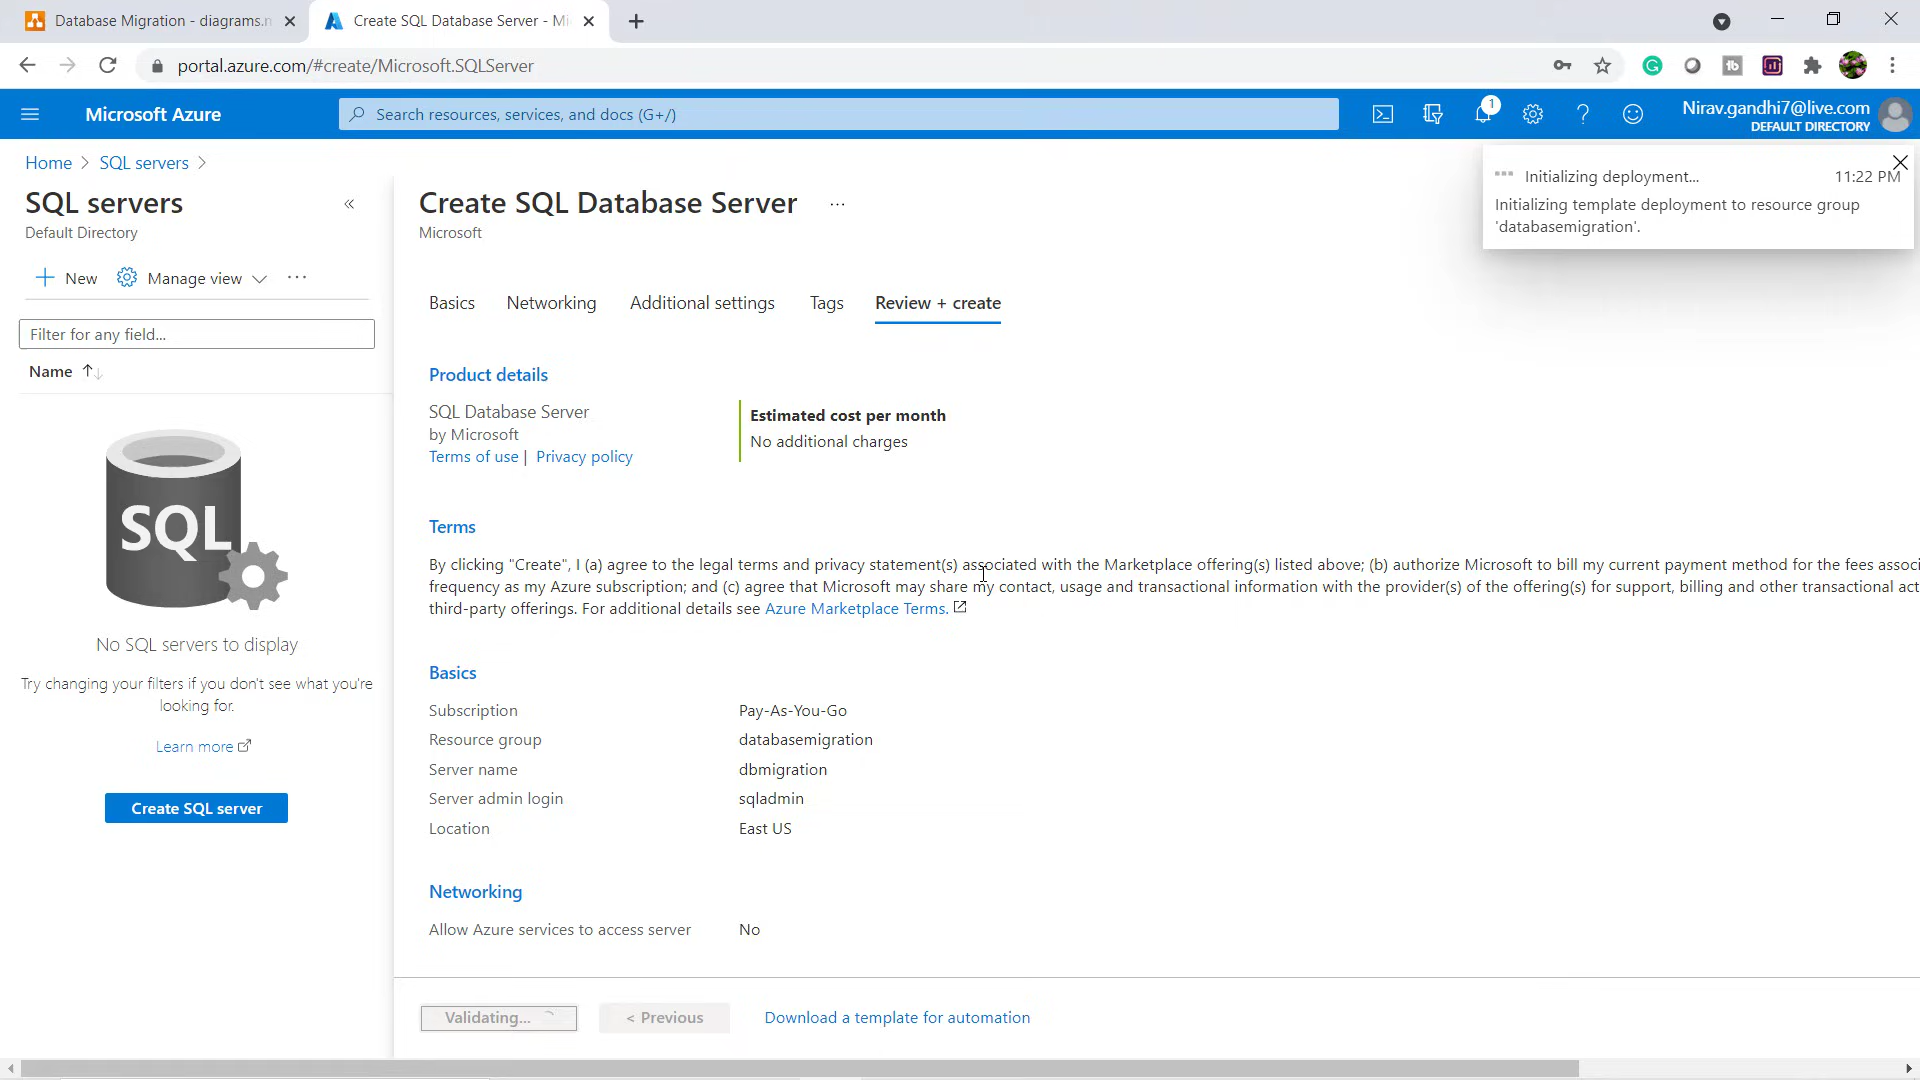 Database Migration - diagrams.n
Create SQL Database Server - Mi
portal.azure.com/#create/Microsoft.SQLServer
Microsoft Azure
Search resources, services, and docs (G+/)
1
Nirav.gandhi7@live.com
DEFAULT DIRECTORY
Home > SQL servers >
Initializing deployment...
11:22 PM
Initializing template deployment to resource group
'databasemigration'.
SQL servers
Default Directory
New
Manage view
Filter for any field...
Name
SQL
No SQL servers to display
Try changing your filters if you don't see what you're
looking for.
Learn more
Create SQL server
Create SQL Database Server
Microsoft
Basics
Networking
Additional settings
Tags
Review + create
Product details
SQL Database Server
by Microsoft
Terms of use | Privacy policy
Estimated cost per month
No additional charges
Terms
By clicking "Create", I (a) agree to the legal terms and privacy statement(s) associated with the Marketplace offering(s) listed above; (b) authorize Microsoft to bill my current payment method for the fees associ
frequency as my Azure subscription; and (c) agree that Microsoft may share my contact, usage and transactional information with the provider(s) of the offering(s) for support, billing and other transactional act
third-party offerings. For additional details see Azure Marketplace Terms.
Basics
Subscription Pay-As-You-Go
Resource group databasemigration
Server name dbmigration
Server admin login sqladmin
Location East US
Networking
Allow Azure services to access server No
Validating...
< Previous
Download a template for automation